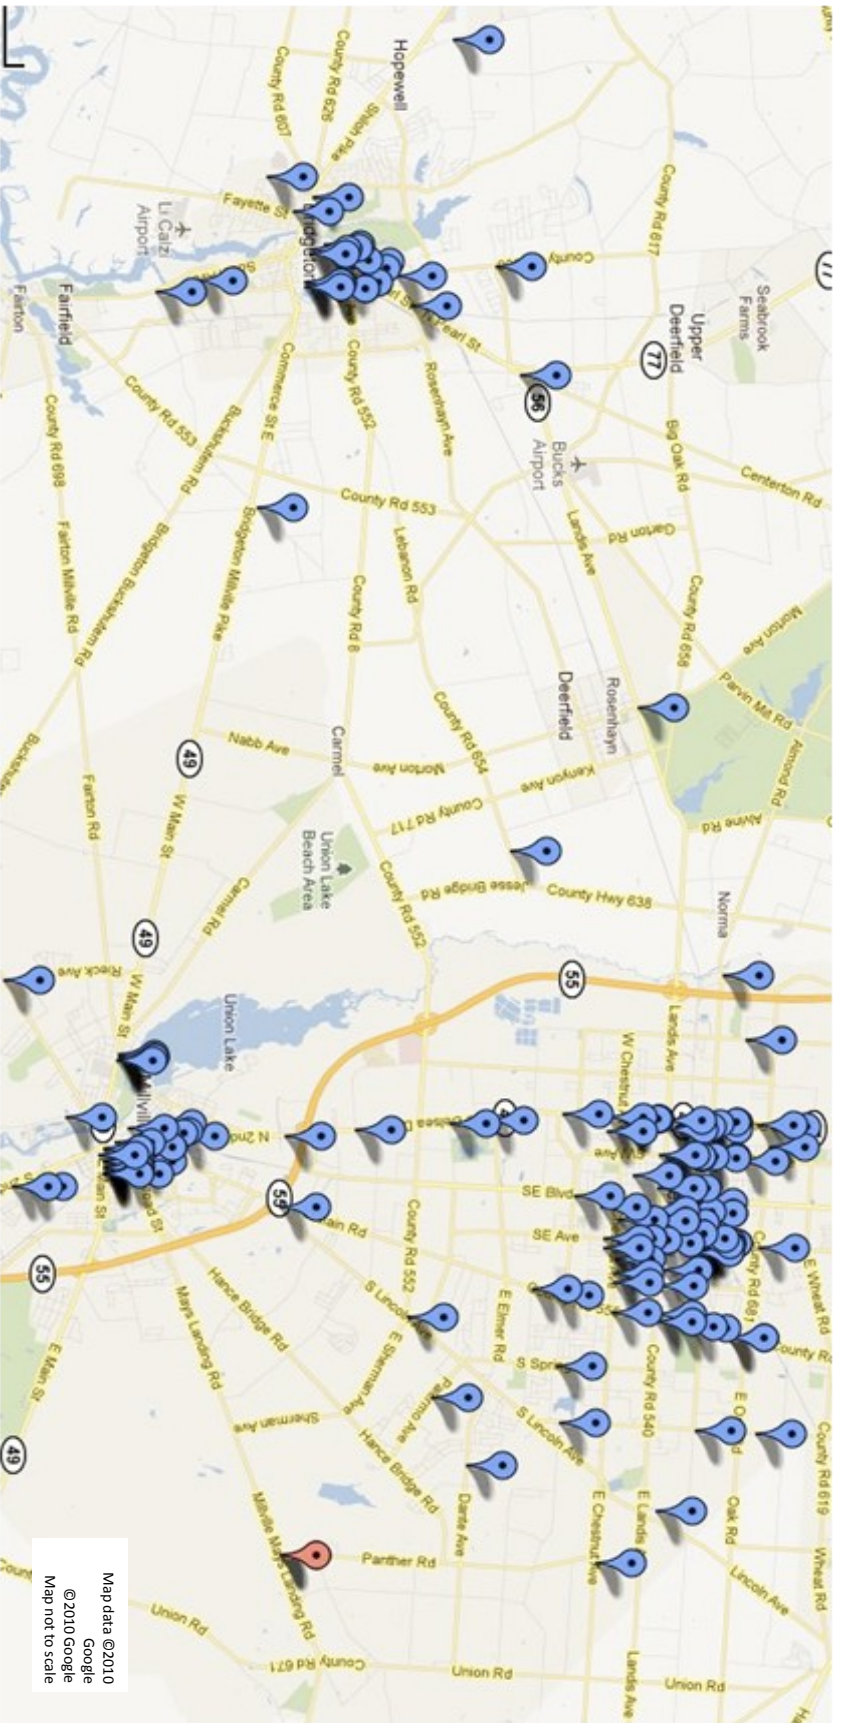 Hopewell
County Rd 626
County Rd 607
Shiloh Pike
Fayette St
Li Calzi
Airport
Fairfield
Fairton
County Rd 617
77
77
Seabrook
Farms
Upper
Deerfield
County
56
Bucks
Airport
Big Oak Rd
Centerton Rd
Garton Rd
Landis Ave
County Rd 658
Morton Ave
Parvin Mill Rd
Almond Rd
Alvine Rd
Rosenhayn
Deerfield
Rosenhayn Ave
County Rd 552
Commerce St E
County Rd 553
County Rd 553
Buckshutem Rd
Bridgeton Millville Pike
Bridgeton Buckshutem Rd
County Rd 698
Fairton Millville Rd
Lebanon Rd
County Rd 6
County Rd 654
Carmel
Nabb Ave
Morton Ave
Kenyon Ave
County Rd 717
Jesse Bridge Rd
County Hwy 638
Norma
49
W Main St
Fairton Rd
Carmel Rd
Union Lake
Beach Area
County Rd 552
49
Rieck Ave
W Main St
Union Lake
55
Landis Ave
W Chestnut
N 2nd
SE Blvd
SE Ave
55
County Rd 552
Main St
55
E Main St
49
Mays Landing Rd
Hance Bridge Rd
S Lincoln Ave
E Sherman Ave
Sherman Ave
E Elmer Rd
S Lincoln Ave
Hance Bridge Rd
Dante Ave
County Rd 540
County Rd 681
E Wheat Rd
County Rd 619
Oak Rd
Wheat Rd
Lincoln Ave
E Landis
E Chestnut Ave
Panther Rd
Millville Mays Landing Rd
Union Rd
County Rd 671
Union Rd
Landis Ave
Union Rd
Map data ©2010
Google
©2010 Google
Map not to scale